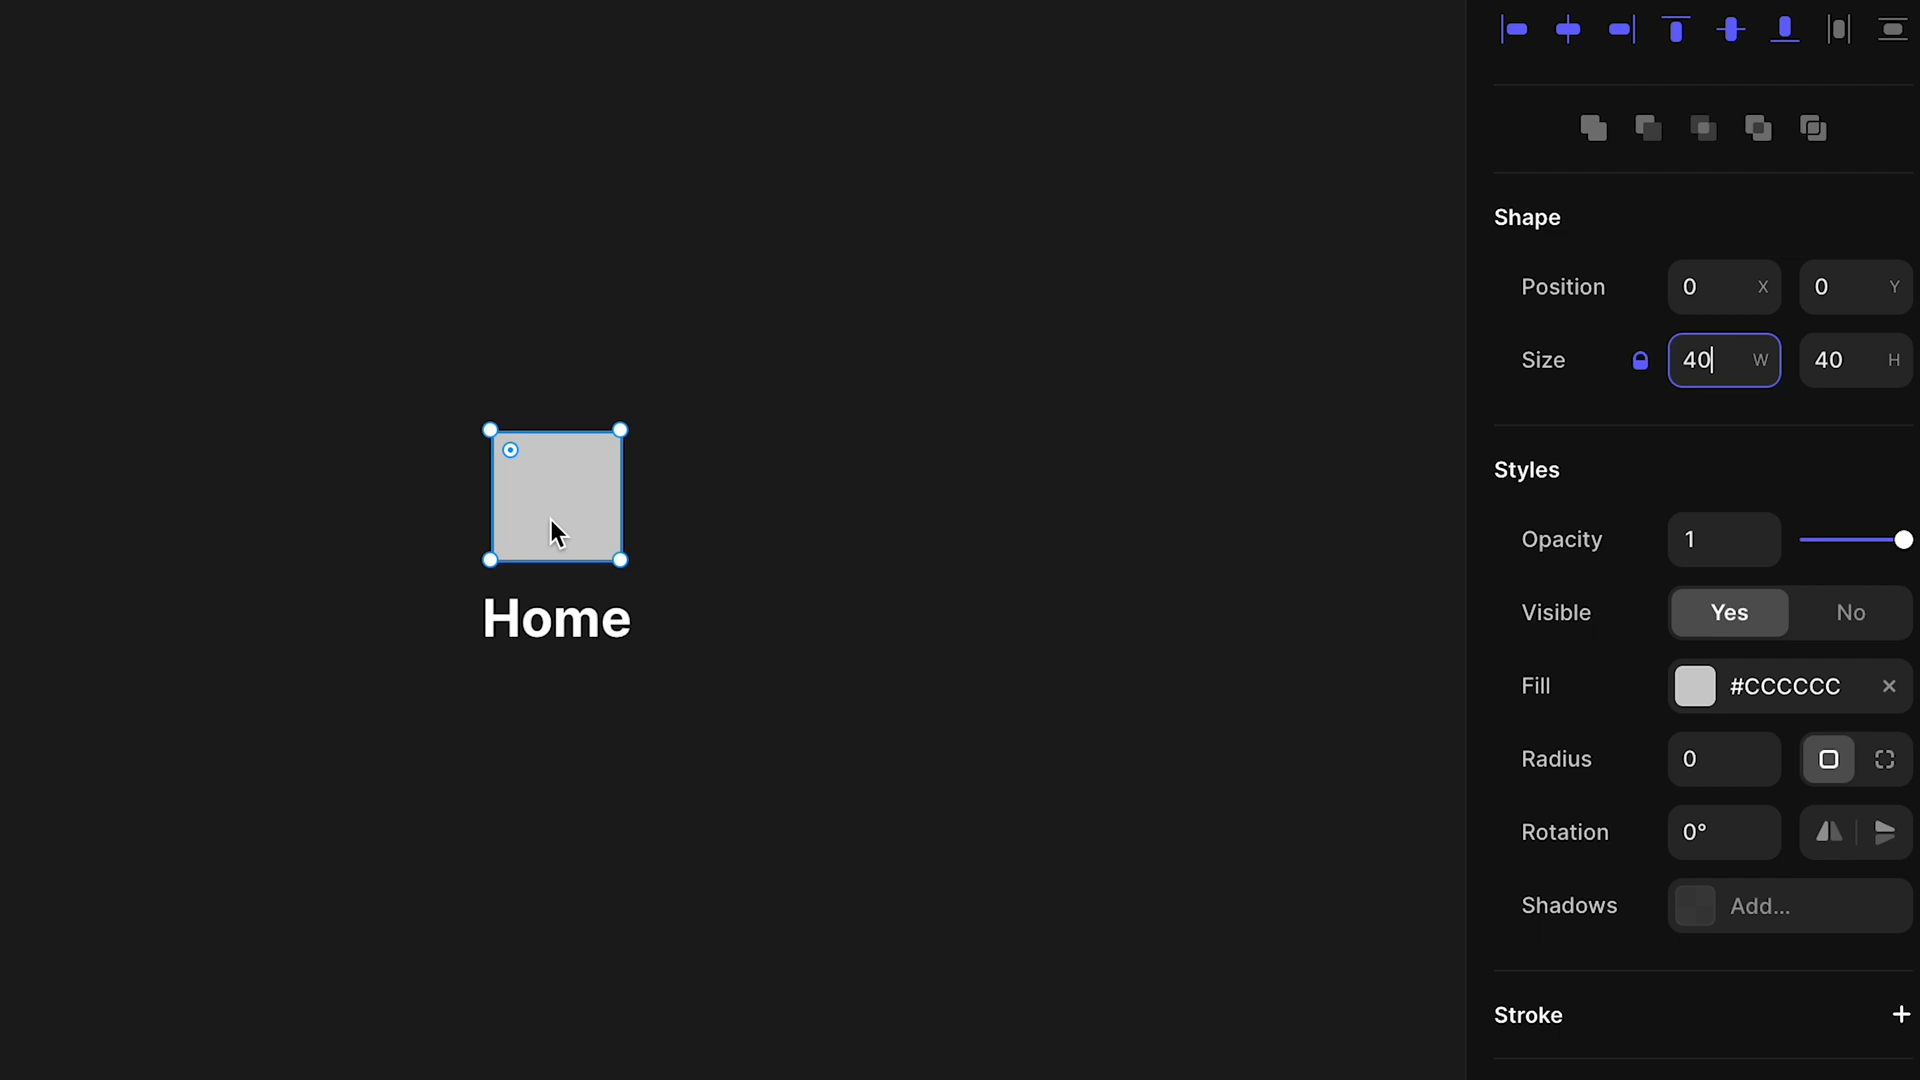 Shape
Position 0 X 0 Y
Size 40 W 40 H
Styles
Opacity 1
Home
Visible Yes No
Fill #CCCCCC
Radius 0
Rotation 0°
Shadows Add...
Stroke